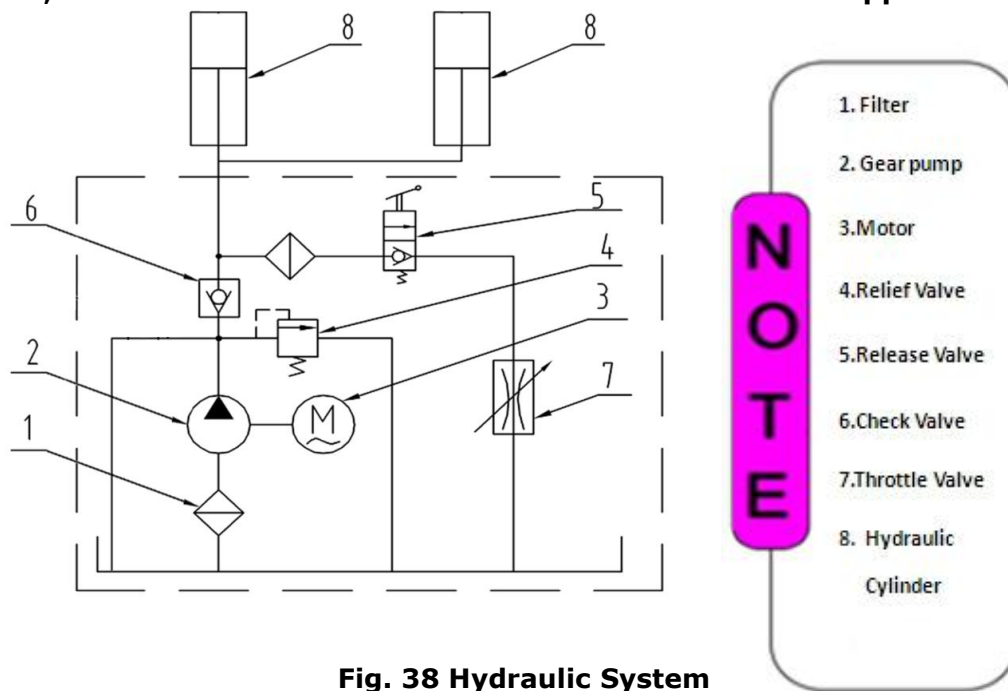 8
8
6
5
4
3
2
7
1
M
NOTE
1. Filter
2. Gear pump
3.Motor
4.Relief Valve
5.Release Valve
6.Check Valve
7.Throttle Valve
8. Hydraulic
Cylinder
Fig. 38 Hydraulic System